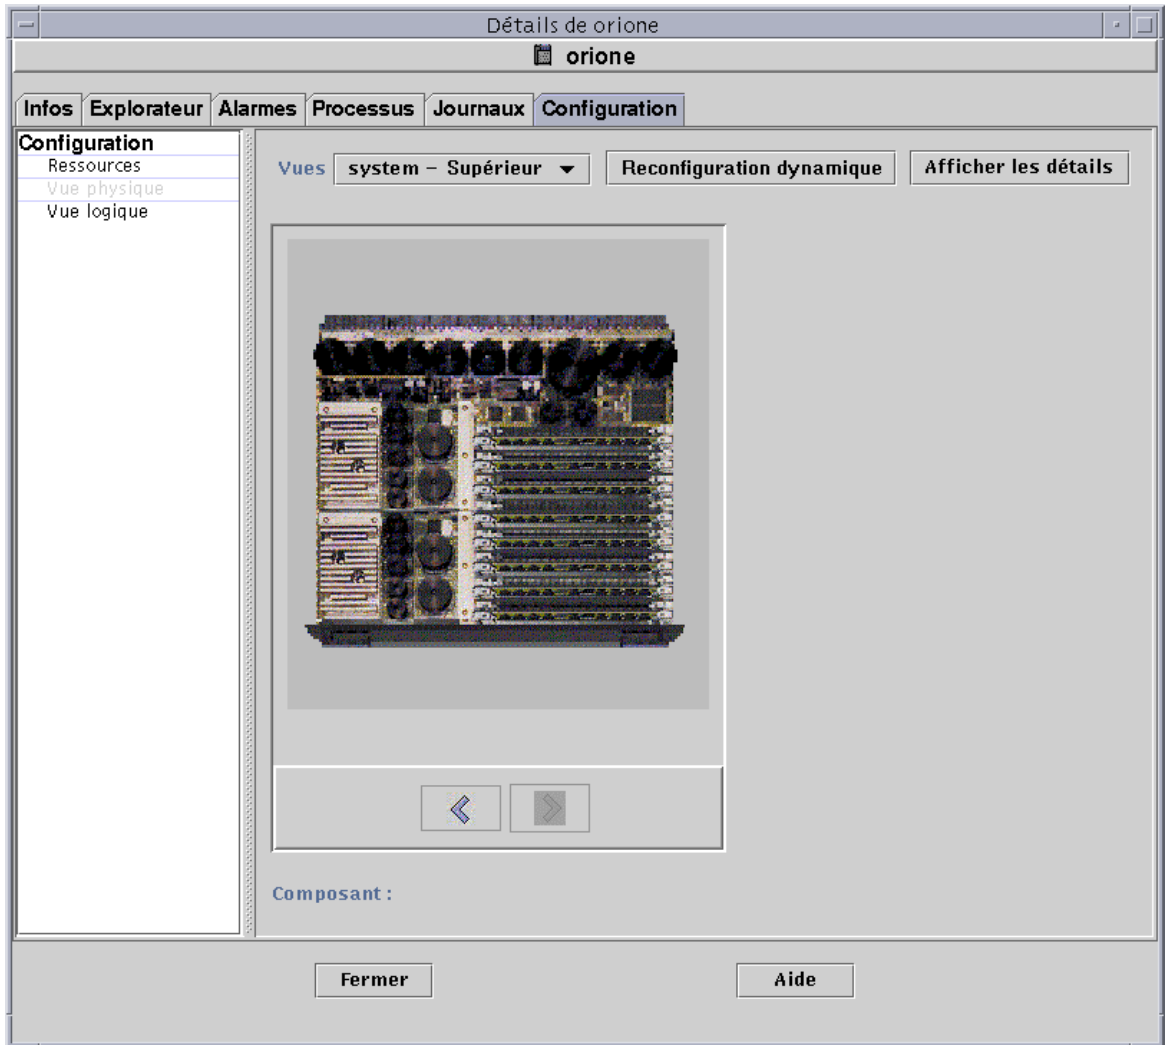 Détails de orione
orione
Infos Explorateur Alarmes Processus Journaux Configuration
Configuration
Ressources
Vue physique
Vue logique
Vues system – Supérieur Reconfiguration dynamique Afficher les détails
Composant :
Fermer Aide